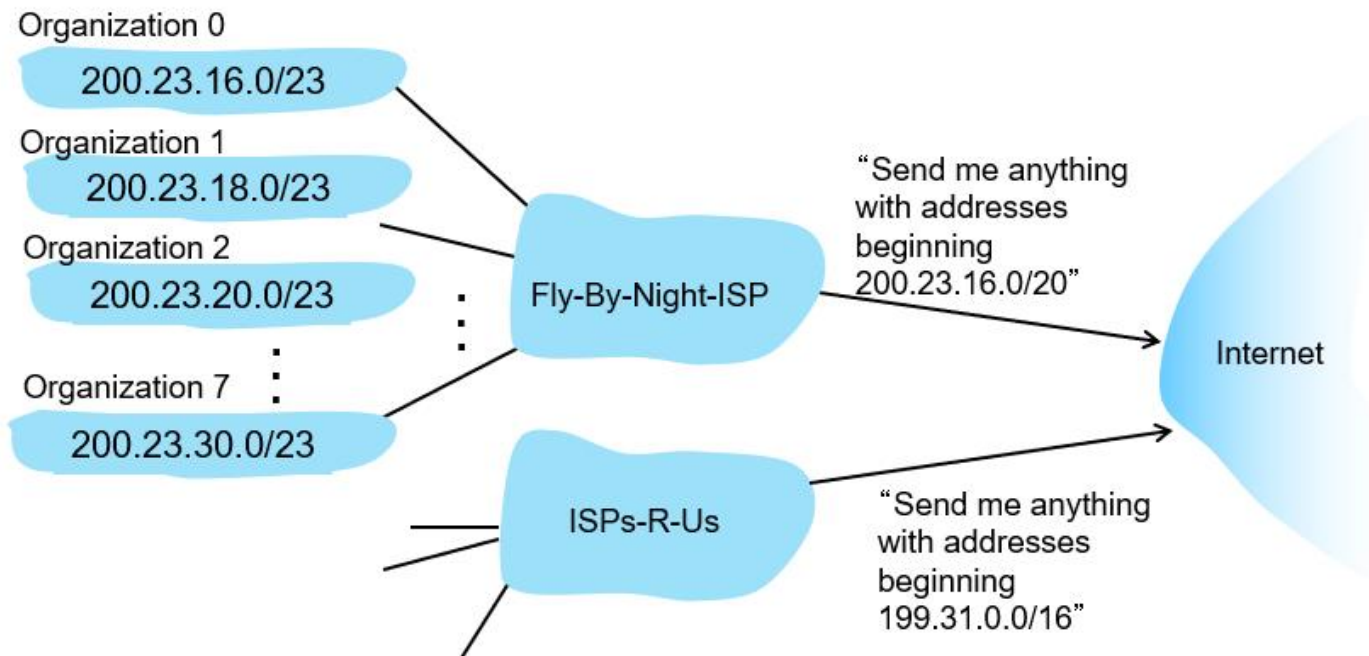 Organization 0
200.23.16.0/23
Organization 1
200.23.18.0/23
Organization 2
200.23.20.0/23
Organization 7
200.23.30.0/23
Fly-By-Night-ISP
“Send me anything
with addresses
beginning
200.23.16.0/20”
Internet
ISPs-R-Us
“Send me anything
with addresses
beginning
199.31.0.0/16”